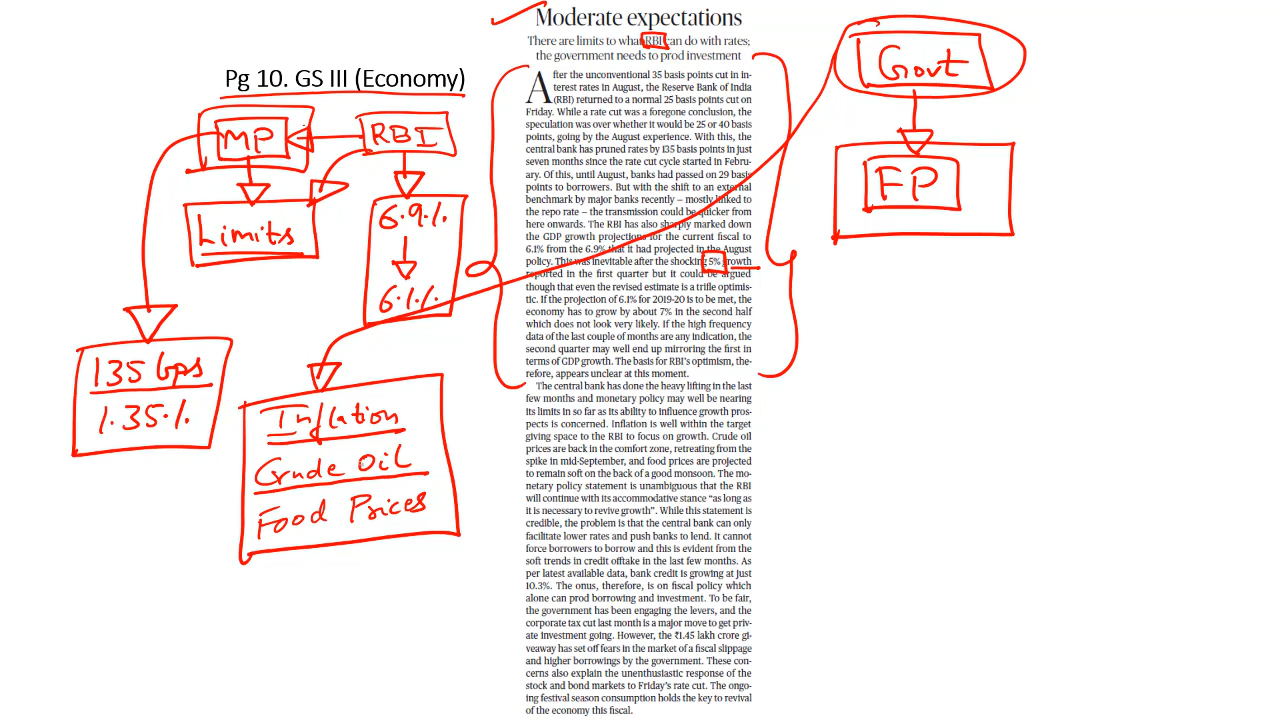 Moderate expectations
There are limits to what RBI can do with rates;
the government needs to prod investment
After the unconventional 35 basis points cut in in-
terest rates in August, the Reserve Bank of India
(RBI) returned to a normal 25 basis points cut on
Friday. While a rate cut was a foregone conclusion, the
speculation was over whether it would be 25 or 40 basis
points, going by the August experience. With this, the
central bank has pruned rates by 135 basis points in just
seven months since the rate cut cycle started in Febru-
ary. Of this, until August, banks had passed on 29 basis
points to borrowers. But with the shift to an external
benchmark by major banks recently – mostly linked to
the repo rate – the transmission could be quicker from
here onwards. The RBI has also sharply marked down
the GDP growth projections for the current fiscal to
6.1% from the 6.9% that it had projected in the August
policy. This was inevitable after the shocking 5% growth
reported in the first quarter but it could be argued
though that even the revised estimate is a trifle optimis-
tic. If the projection of 6.1% for 2019-20 is to be met, the
economy has to grow by about 7% in the second half
which does not look very likely. If the high frequency
data of the last couple of months are any indication, the
second quarter may well end up mirroring the first in
terms of GDP growth. The basis for RBI's optimism, the-
refore, appears unclear at this moment.
The central bank has done the heavy lifting in the last
few months and monetary policy may well be nearing
its limits in so far as its ability to influence growth pros-
pects is concerned. Inflation is well within the target
giving space to the RBI to focus on growth. Crude oil
prices are back in the comfort zone, retreating from the
spike in mid-September, and food prices are projected
to remain soft on the back of a good monsoon. The mo-
netary policy statement is unambiguous that the RBI
will continue with its accommodative stance "as long as
it is necessary to revive growth". While this statement is
credible, the problem is that the central bank can only
facilitate lower rates and push banks to lend. It cannot
force borrowers to borrow and this is evident from the
soft trends in credit offtake in the last few months. As
per latest available data, bank credit is growing at just
10.3%. The onus, therefore, is on fiscal policy which
alone can prod borrowing and investment. To be fair,
the government has been engaging the levers, and the
corporate tax cut last month is a major move to get priv-
ate investment going. However, the ₹1.45 lakh crore gi-
veaway has set off fears in the market of a fiscal slippage
and higher borrowings by the government. These con-
cerns also explain the unenthusiastic response of the
stock and bond markets to Friday's rate cut. The ongo-
ing festival season consumption holds the key to revival
of the economy this fiscal.
Pg 10. GS III (Economy)
MP
RBI
Limits
6.9%
6.1%
135 bps
1.35%
Inflation
Crude Oil
Food Prices
Govt
FP